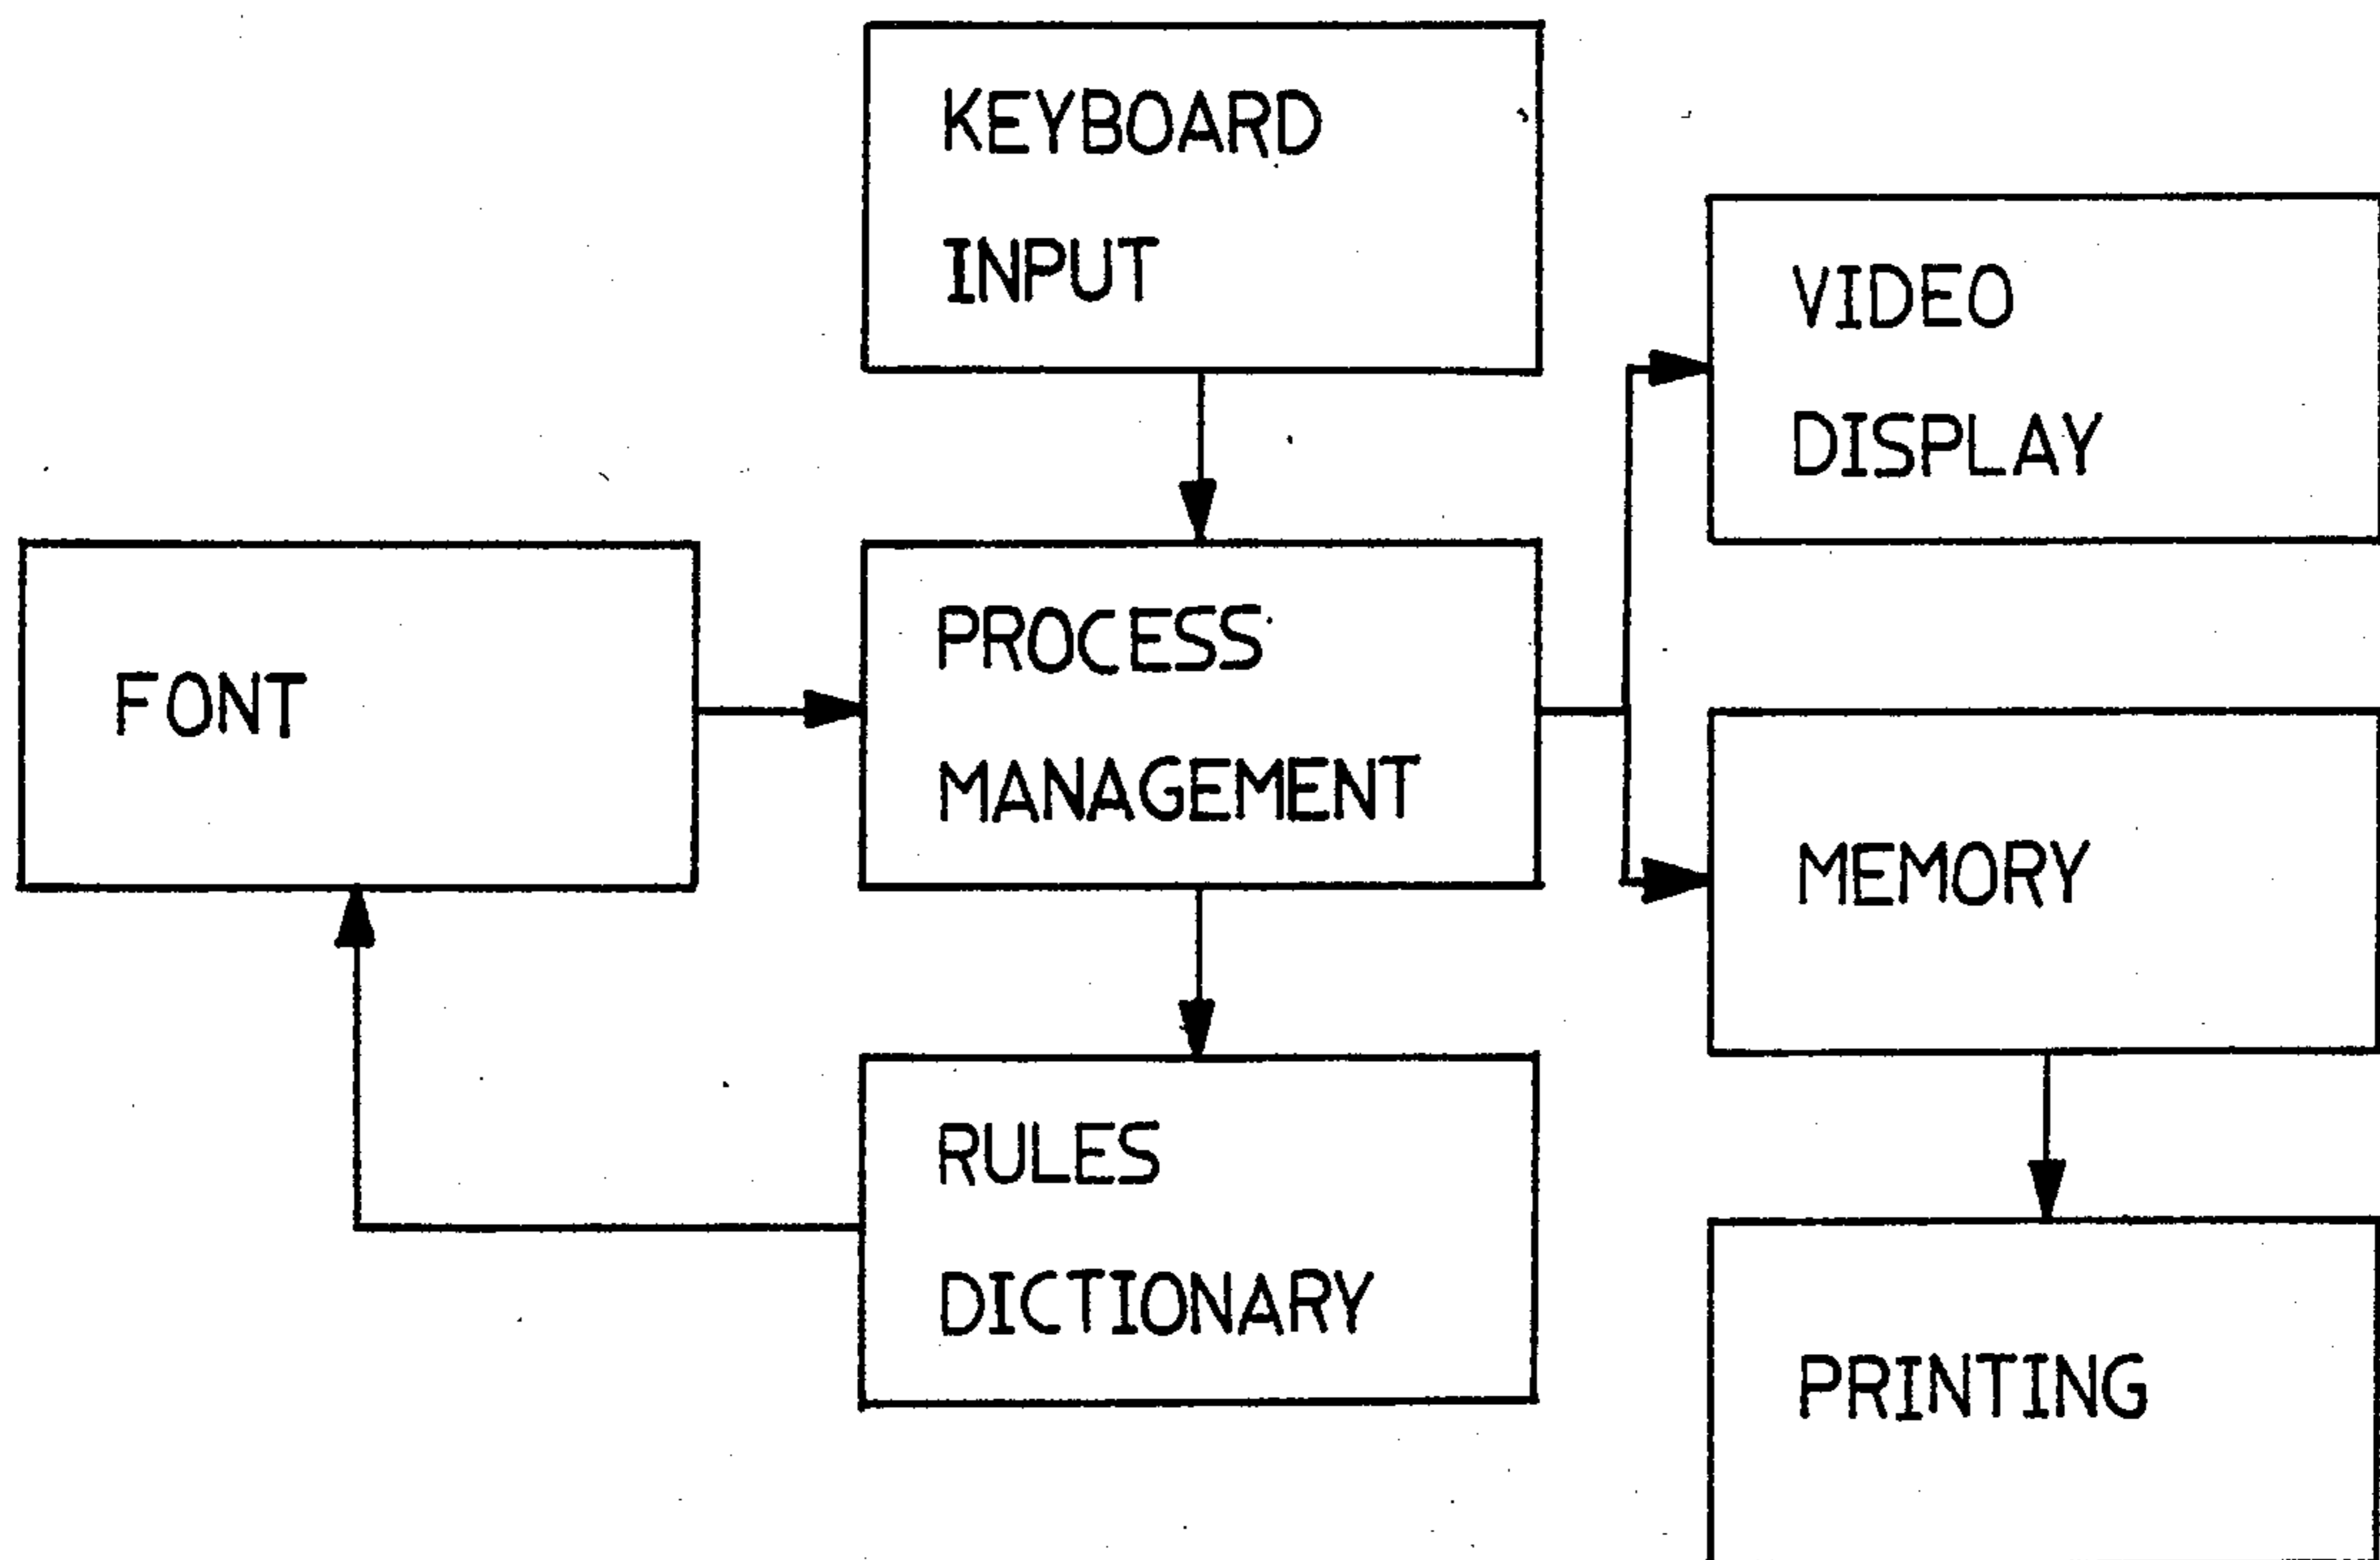 KEYBOARD
INPUT
VIDEO
DISPLAY
FONT
PROCESS
MANAGEMENT
MEMORY
RULES
DICTIONARY
PRINTING